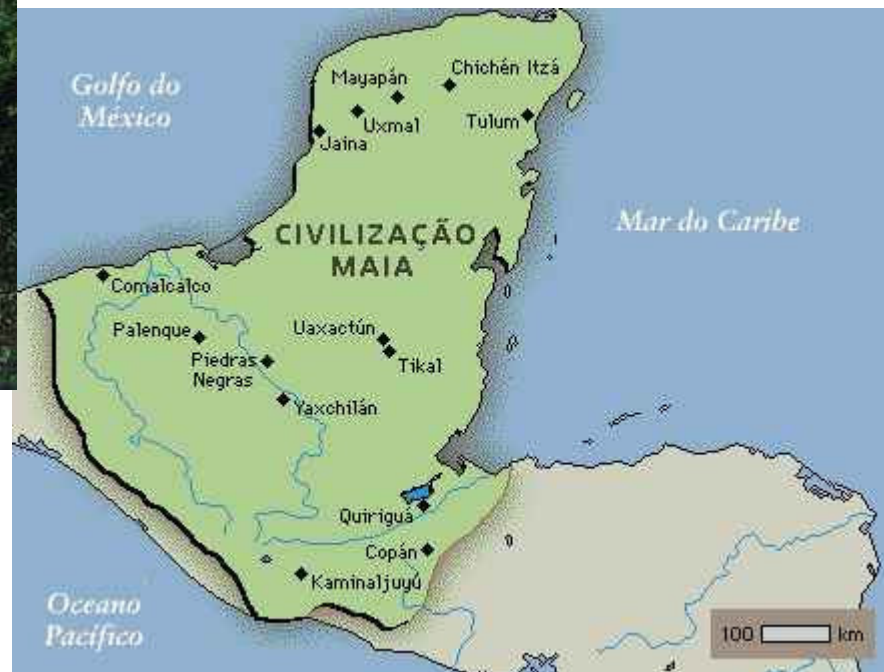 Golfo do
México
Mayapán
Chichén Itzá
Uxmal
Tulum
Jaina
Mar do Caribe
CIVILIZAÇÃO
MAIA
Comalcalco
Palenque
Uaxactún
Tikal
Piedras
Negras
Yaxchilán
Quiriguá
Copán
Kaminaljuyú
Oceano
Pacífico
100 km